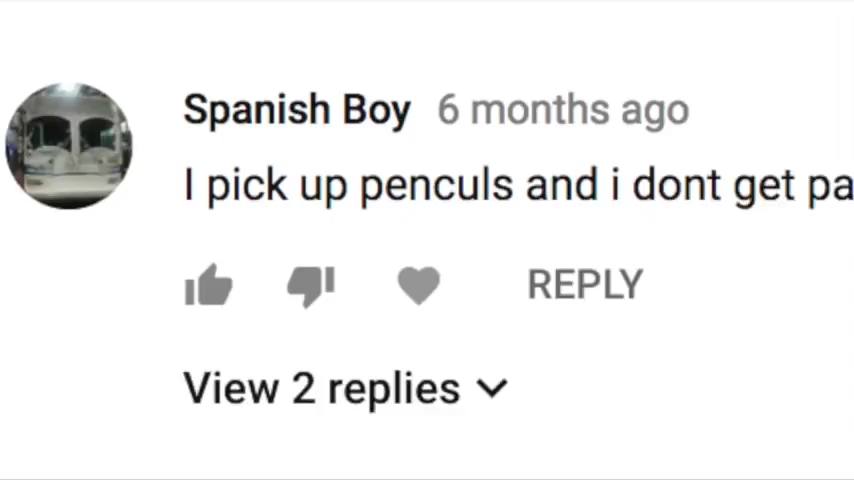 Spanish Boy 6 months ago
I pick up penculs and i dont get pa
REPLY
View 2 replies